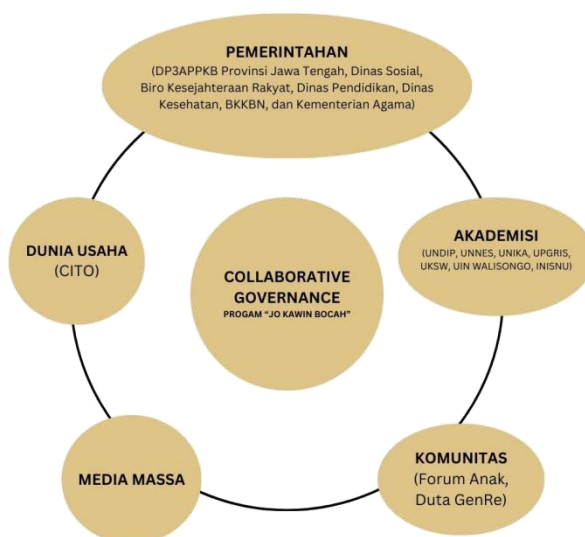 PEMERINTAHAN
(DP3APPKB Provinsi Jawa Tengah, Dinas Sosial,
Biro Kesejahteraan Rakyat, Dinas Pendidikan, Dinas
Kesehatan, BKKBN, dan Kementerian Agama)
DUNIA USAHA
(CITO)
AKADEMISI
(UNDIP, UNNES, UNIKA, UPGRIS,
UKSW, UIN WALISONGO, INISNU)
COLLABORATIVE
GOVERNANCE
PROGAM “JO KAWIN BOCAH”
MEDIA MASSA
KOMUNITAS
(Forum Anak,
Duta GenRe)